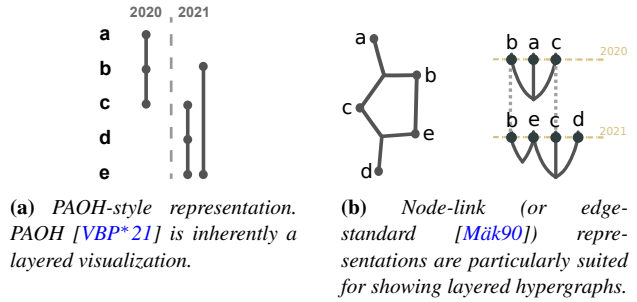 2020 2021
a
b
c
d
e
a
b
c
e
d
b a c
2020
b e c d
2021
(a) PAOH-style representation.
PAOH [VBP*21] is inherently a
layered visualization.
(b) Node-link (or edge-
standard [Mäk90]) repre-
sentations are particularly suited
for showing layered hypergraphs.